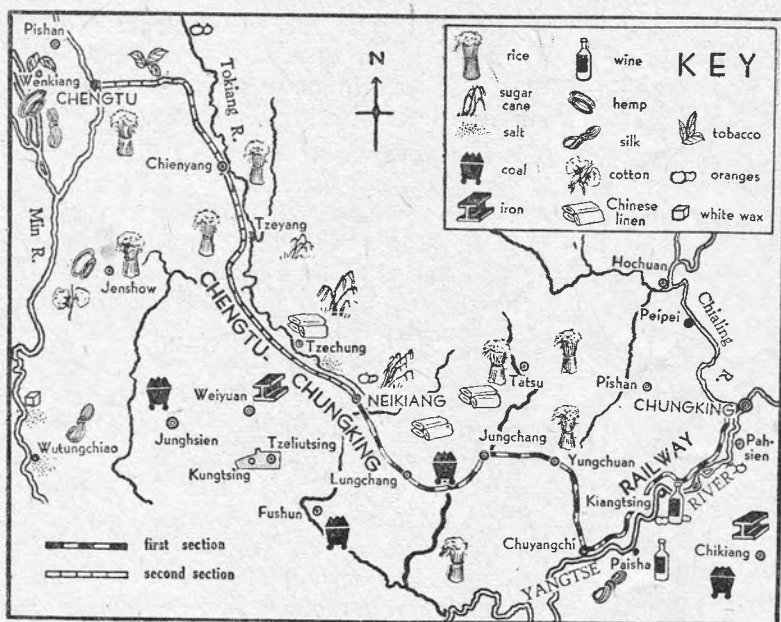 KEY
rice
wine
sugar
cane
hemp
salt
silk
tobacco
coal
cotton
oranges
iron
Chinese
linen
white wax
N
Pishan
Wenkiang
CHENGTU
Tokiang R.
Chienyang
Min R.
Tzeyang
Jenshow
CHENGTU-
CHUNGKING
RAILWAY
Tzechung
Hochuan
Peipei
Chialing R.
Weiyuan
NEIKIANG
Tatsu
Pishan
CHUNGKING
Junghsien
Wutungchiao
Tzeliutsing
Kungtsing
Lungchang
Jungchang
Yungchuan
Pah-
sien
Kiangtsing
Fushun
Chuyangchi
YANGTSE RIVER
Paisha
Chikiang
first section
second section